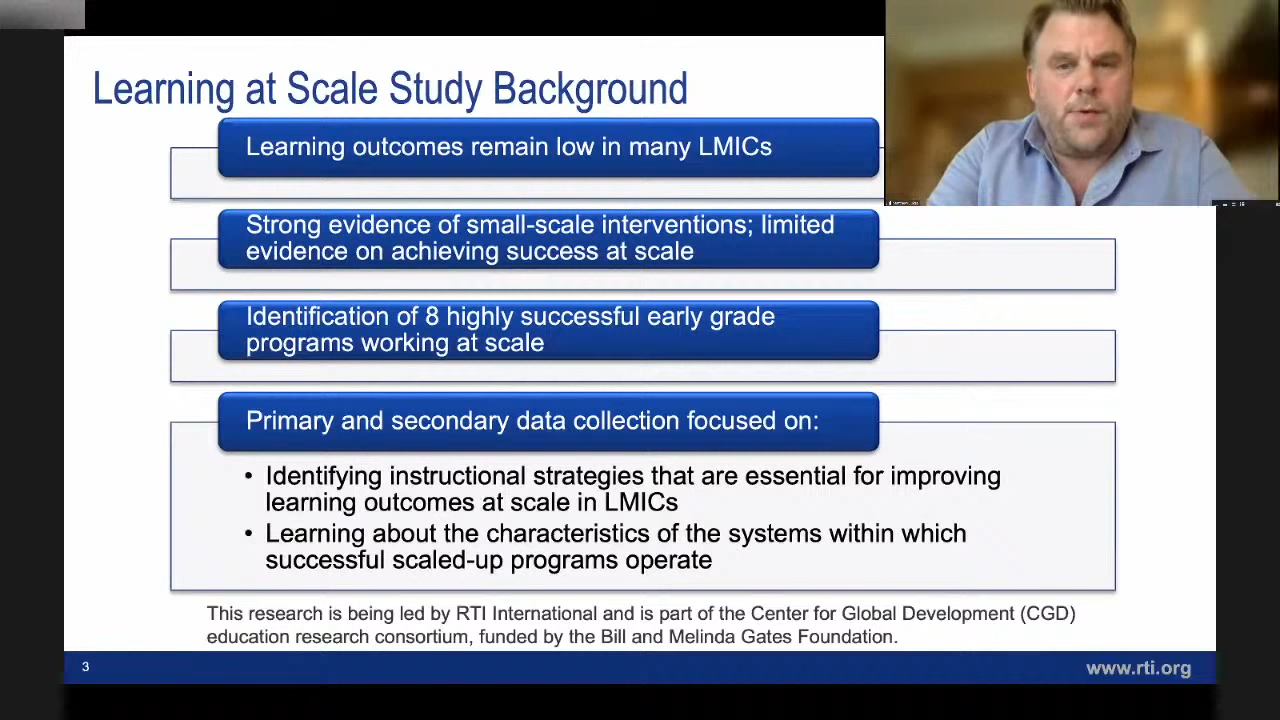 Learning at Scale Study Background
Learning outcomes remain low in many LMICs
Strong evidence of small-scale interventions; limited
evidence on achieving success at scale
Identification of 8 highly successful early grade
programs working at scale
Primary and secondary data collection focused on:
• Identifying instructional strategies that are essential for improving
learning outcomes at scale in LMICs
• Learning about the characteristics of the systems within which
successful scaled-up programs operate
This research is being led by RTI International and is part of the Center for Global Development (CGD)
education research consortium, funded by the Bill and Melinda Gates Foundation.
3
www.rti.org